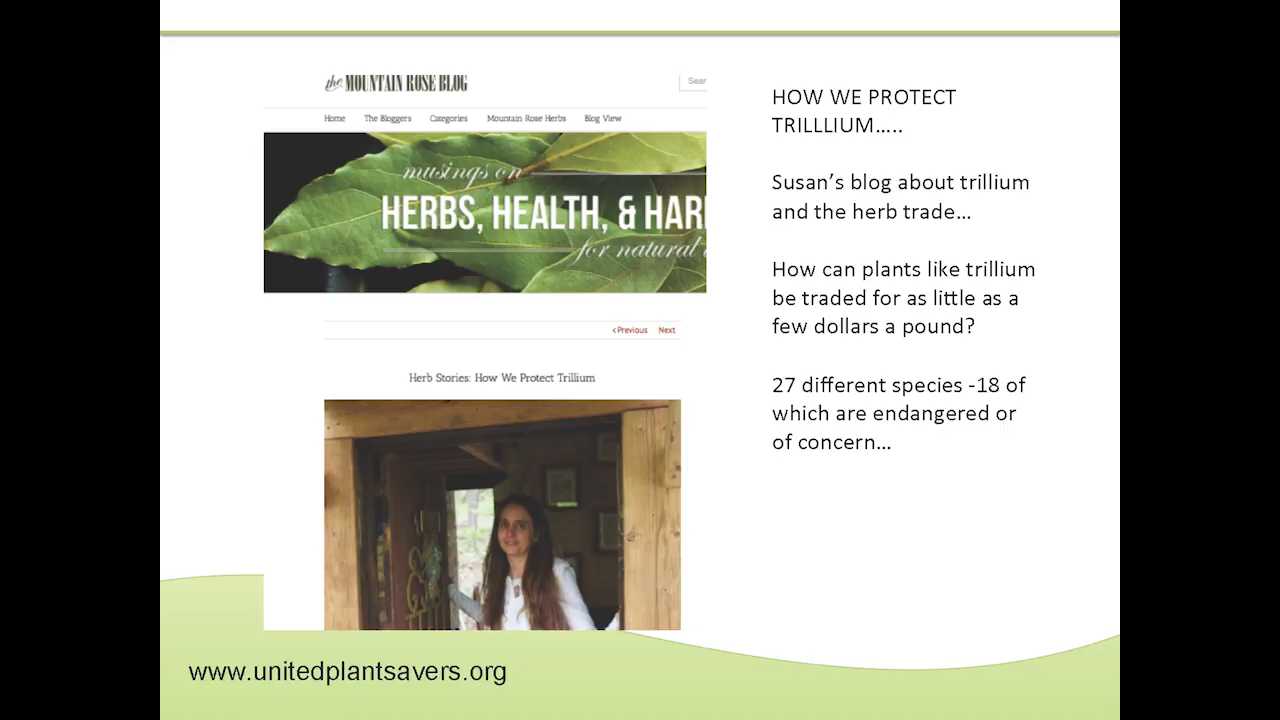 the MOUNTAIN ROSE BLOG
Sear
Home The Bloggers Categories Mountain Rose Herbs Blog View
musings on
HERBS, HEALTH, & HAR
for natural
‹ Previous Next
Herb Stories: How We Protect Trillium
HOW WE PROTECT
TRILLLIUM…..
Susan’s blog about trillium
and the herb trade…
How can plants like trillium
be traded for as little as a
few dollars a pound?
27 different species -18 of
which are endangered or
of concern…
www.unitedplantsavers.org